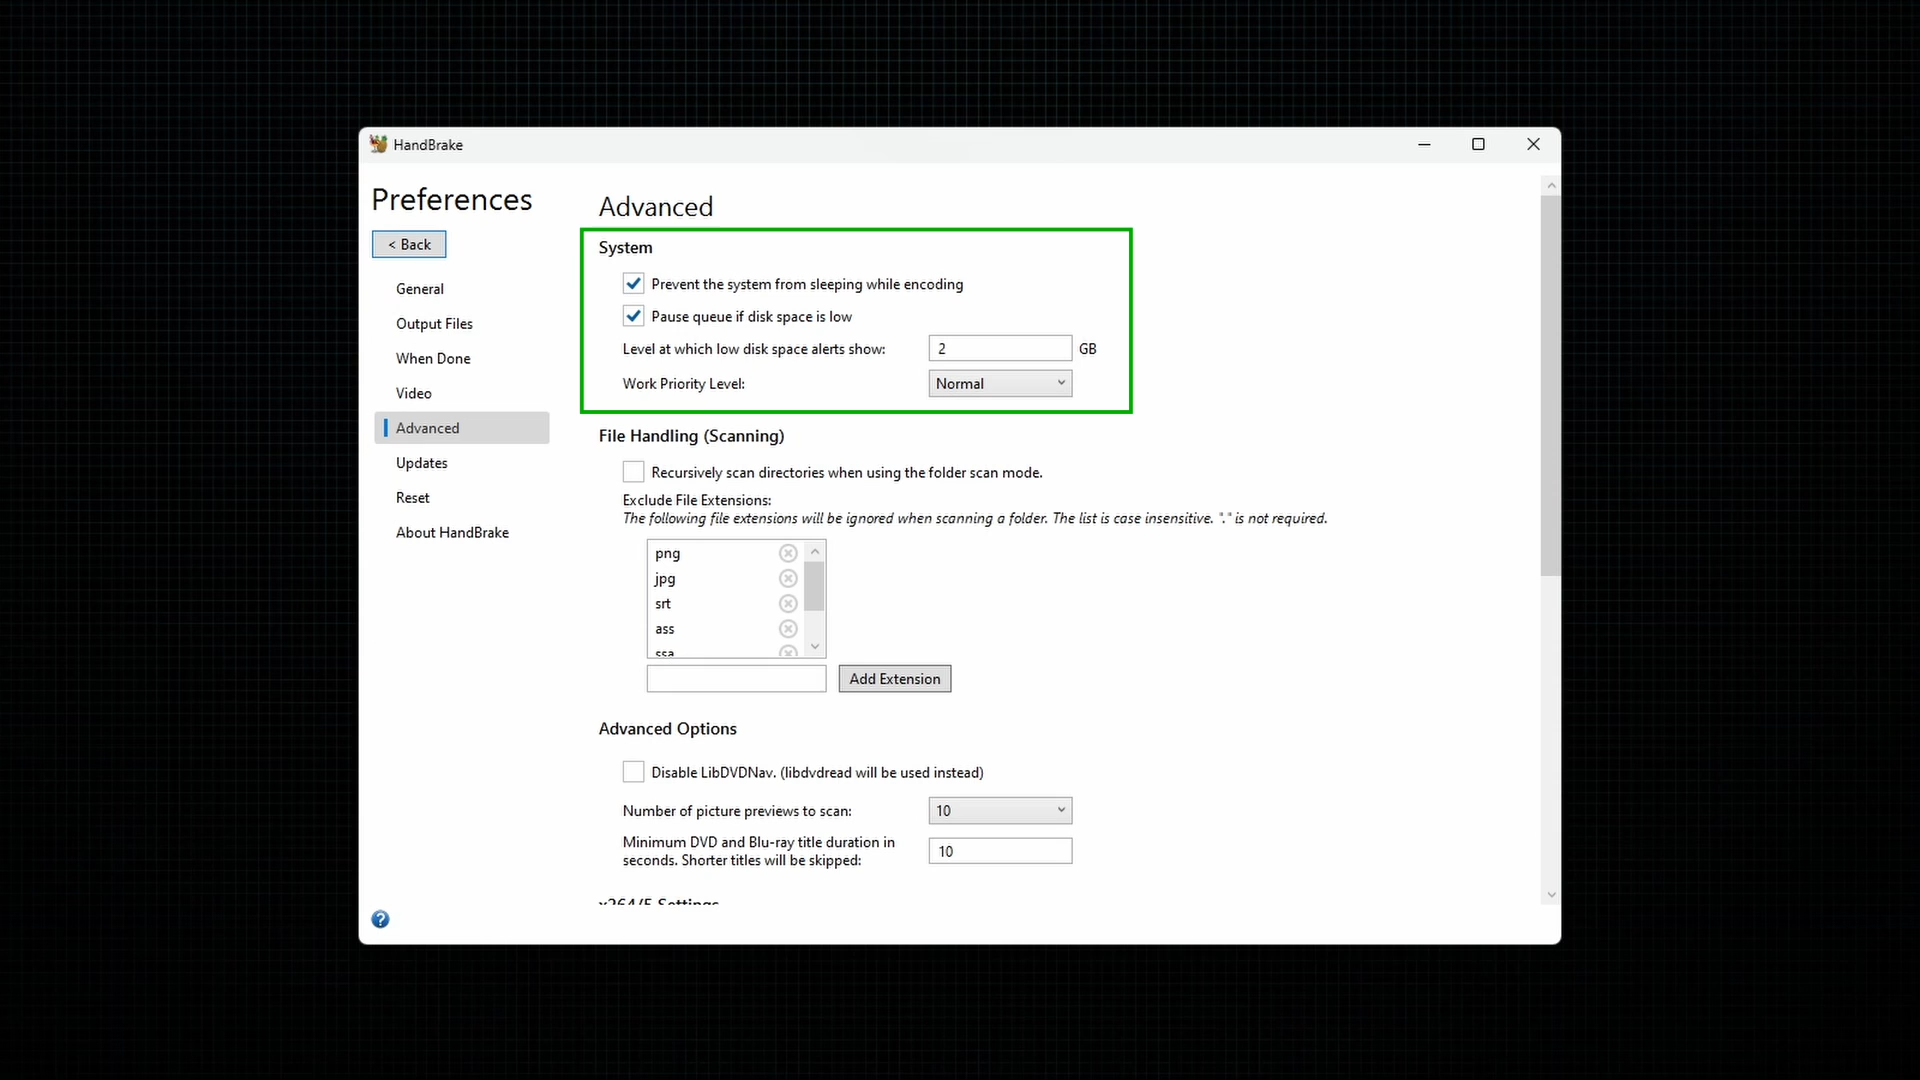 HandBrake
Preferences
< Back
General
Output Files
When Done
Video
Advanced
Updates
Reset
About HandBrake
Advanced
System
Prevent the system from sleeping while encoding
Pause queue if disk space is low
Level at which low disk space alerts show: 2 GB
Work Priority Level: Normal
File Handling (Scanning)
Recursively scan directories when using the folder scan mode.
Exclude File Extensions:
The following file extensions will be ignored when scanning a folder. The list is case insensitive. "." is not required.
png
jpg
srt
ass
ssa
Add Extension
Advanced Options
Disable LibDVDNav. (libdvdread will be used instead)
Number of picture previews to scan: 10
Minimum DVD and Blu-ray title duration in
seconds. Shorter titles will be skipped: 10
x264/5 Settings
?